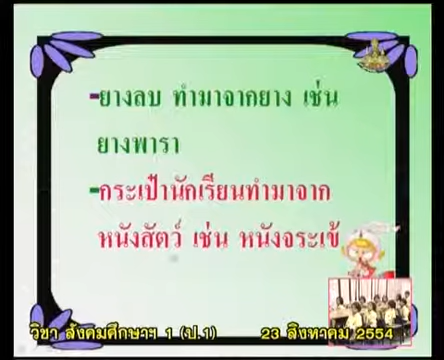 -ยางลบ ทำมาจากยาง เช่น
ยางพารา
-กระเป๋านักเรียนทำมาจาก
หนังสัตว์ เช่น หนังจระเข้
วิชา สังคมศึกษาฯ 1 (ป.1) 23 สิงหาคม 2554